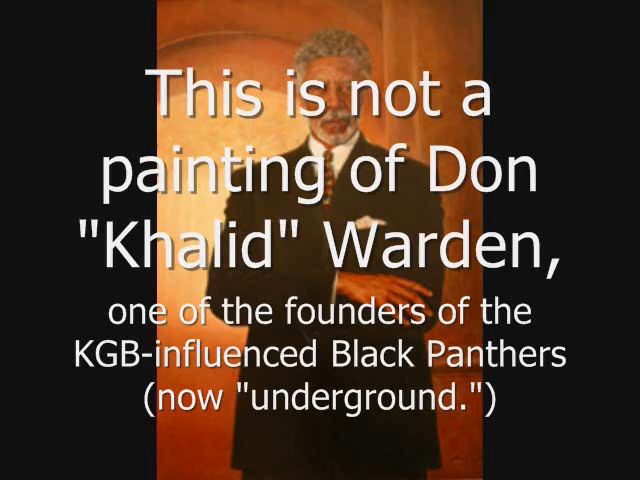 This is not a
painting of Don
"Khalid" Warden,
one of the founders of the
KGB-influenced Black Panthers
(now "underground.")